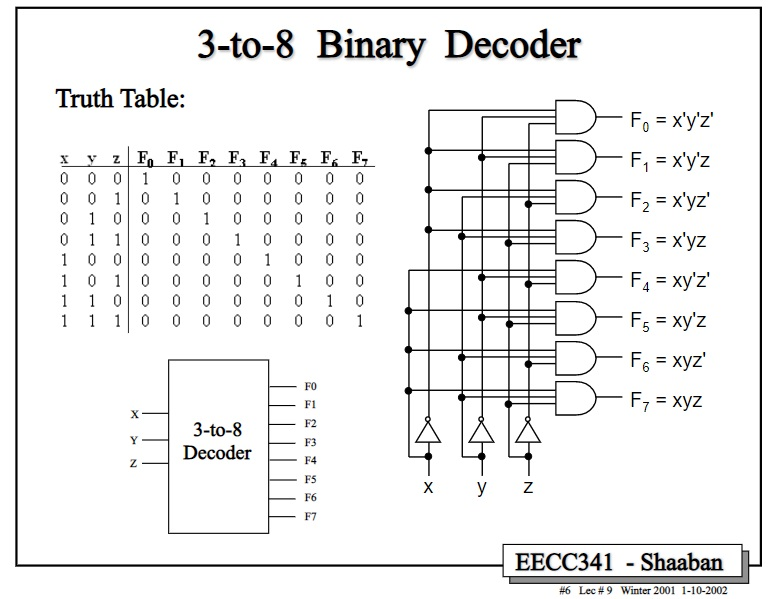 3-to-8 Binary Decoder
Truth Table:
x y z F0 F1 F2 F3 F4 F5 F6 F7
0 0 0 1 0 0 0 0 0 0 0
0 0 1 0 1 0 0 0 0 0 0
0 1 0 0 0 1 0 0 0 0 0
0 1 1 0 0 0 1 0 0 0 0
1 0 0 0 0 0 0 1 0 0 0
1 0 1 0 0 0 0 0 1 0 0
1 1 0 0 0 0 0 0 0 1 0
1 1 1 0 0 0 0 0 0 0 1
F0 = x'y'z'
F1 = x'y'z
F2 = x'yz'
F3 = x'yz
F4 = xy'z'
F5 = xy'z
F6 = xyz'
F7 = xyz
x y z
X
Y
Z
3-to-8
Decoder
F0
F1
F2
F3
F4
F5
F6
F7
EECC341 - Shaaban
#6 Lec # 9 Winter 2001 1-10-2002